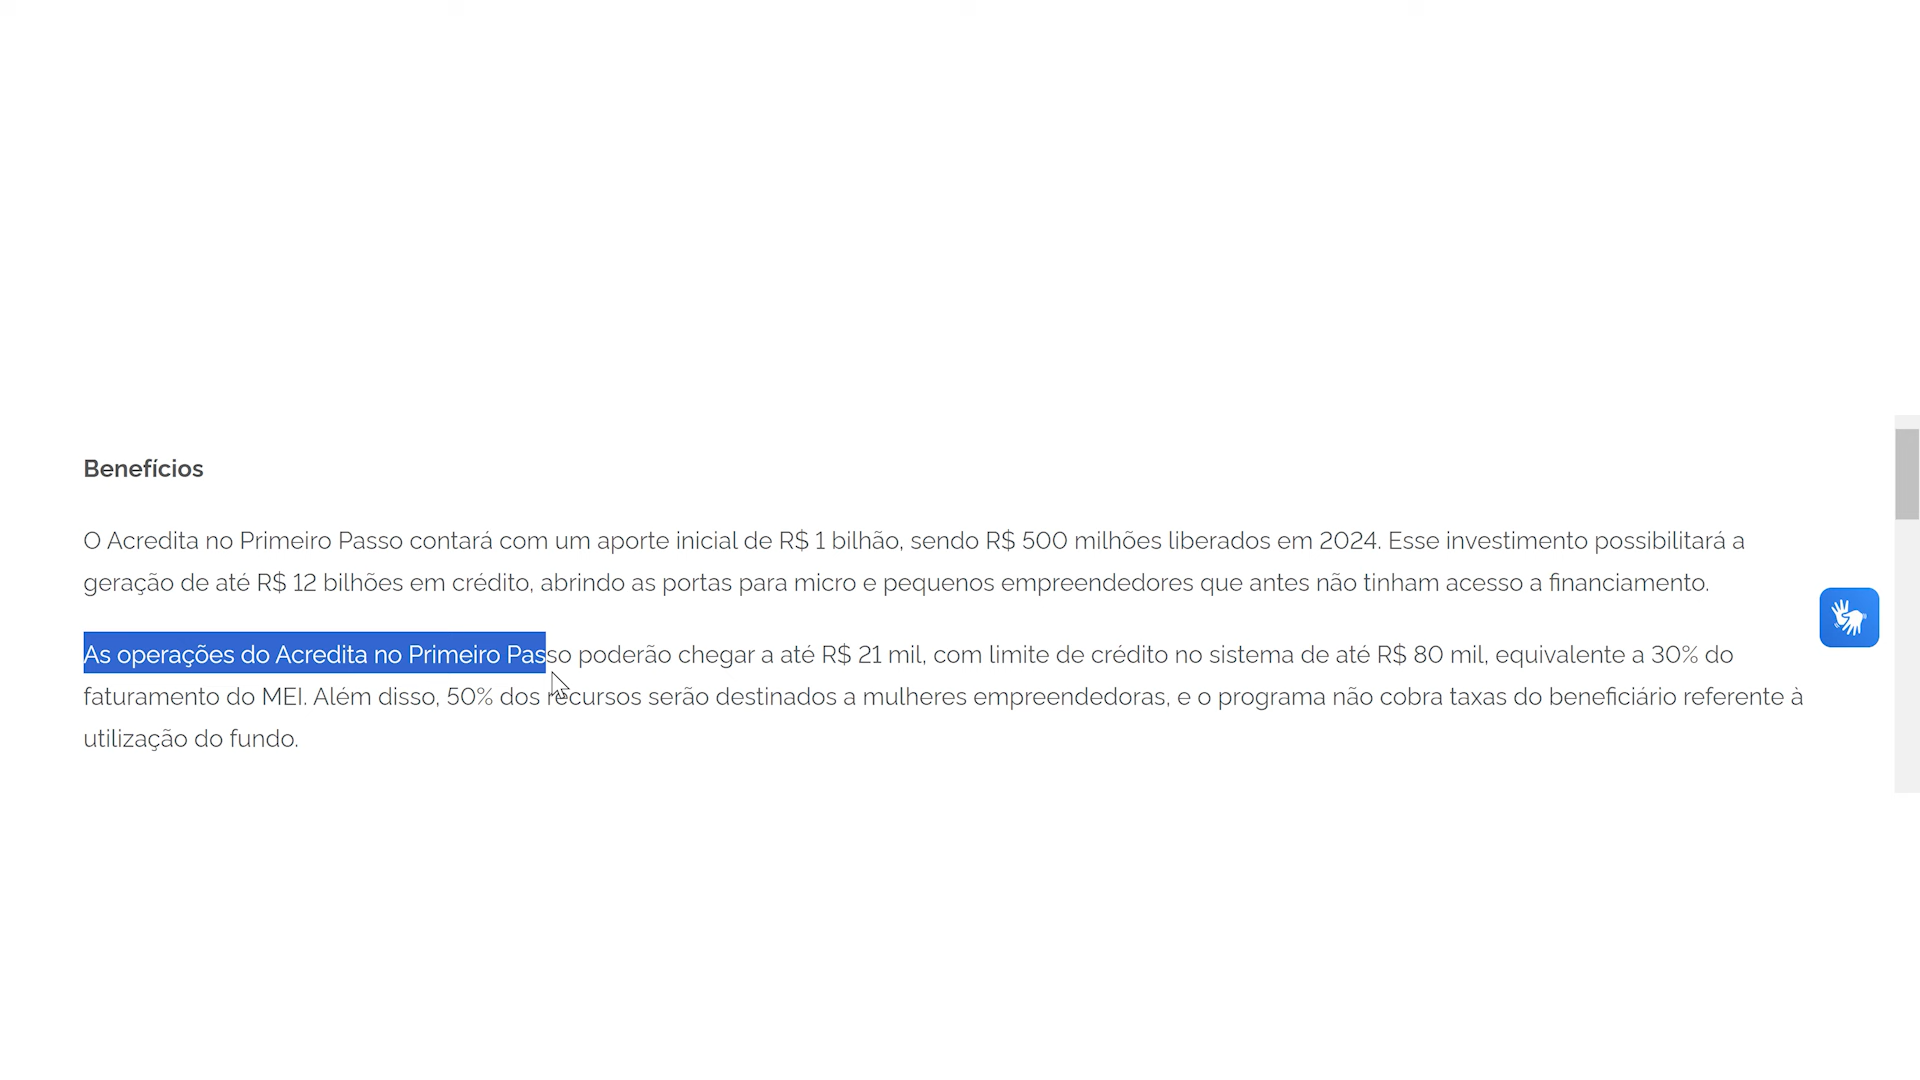 Benefícios
O Acredita no Primeiro Passo contará com um aporte inicial de R$ 1 bilhão, sendo R$ 500 milhões liberados em 2024. Esse investimento possibilitará a
geração de até R$ 12 bilhões em crédito, abrindo as portas para micro e pequenos empreendedores que antes não tinham acesso a financiamento.
As operações do Acredita no Primeiro Passo poderão chegar a até R$ 21 mil, com limite de crédito no sistema de até R$ 80 mil, equivalente a 30% do
faturamento do MEI. Além disso, 50% dos recursos serão destinados a mulheres empreendedoras, e o programa não cobra taxas do beneficiário referente à
utilização do fundo.